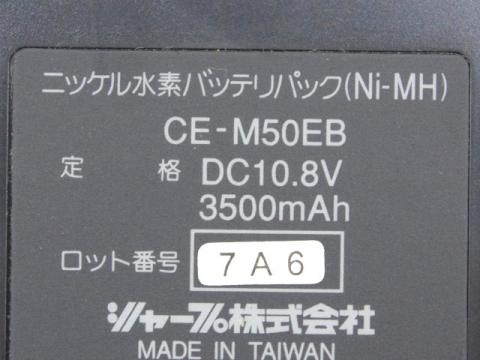 ニッケル水素バッテリパック(Ni-MH)
CE-M50EB
定 格 DC10.8V
3500mAh
ロット番号 7A6
シャープ株式会社
MADE IN TAIWAN